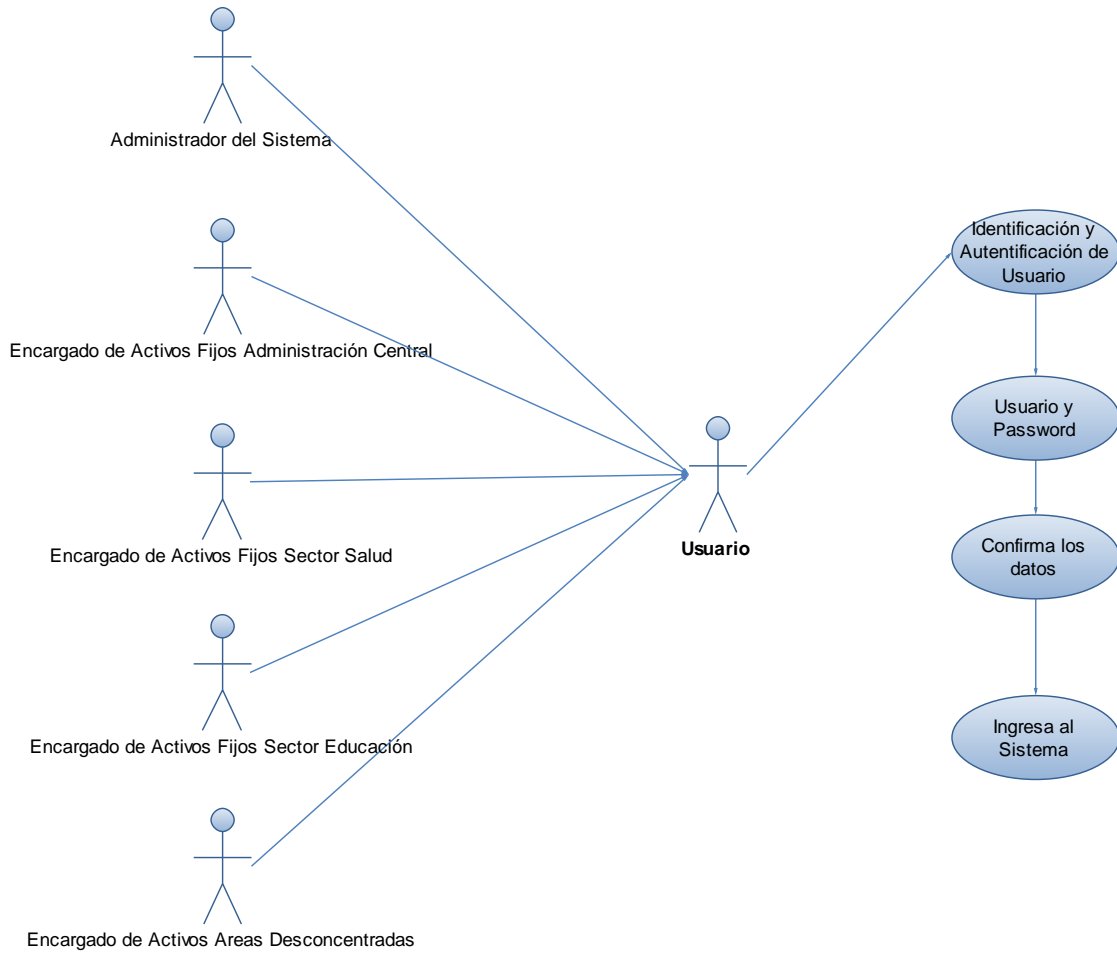 Administrador del Sistema
Encargado de Activos Fijos Administración Central
Encargado de Activos Fijos Sector Salud
Encargado de Activos Fijos Sector Educación
Encargado de Activos Areas Desconcentradas
Usuario
Identificación y
Autentificación de
Usuario
Usuario y
Password
Confirma los
datos
Ingresa al
Sistema